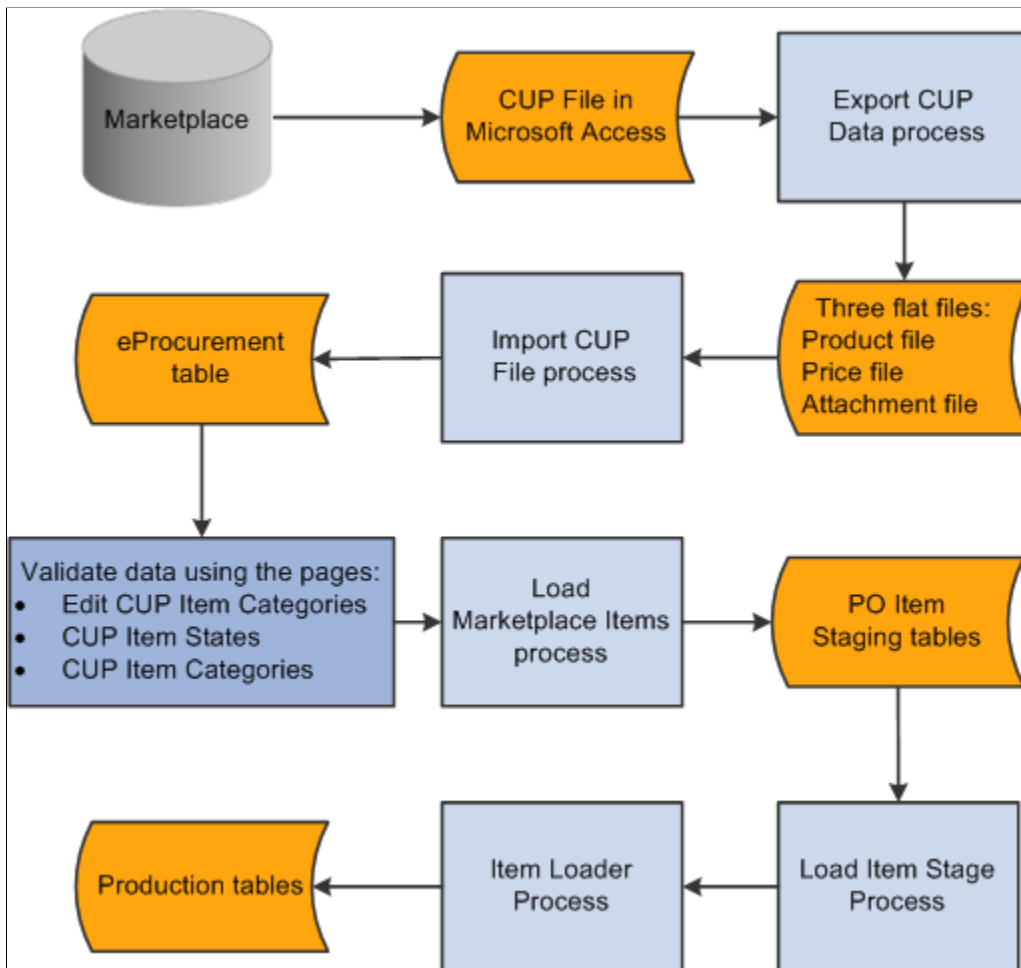 Marketplace
CUP File in
Microsoft Access
Export CUP
Data process
eProcurement
table
Import CUP
File process
Three flat files:
Product file
Price file
Attachment file
Validate data using the pages:
• Edit CUP Item Categories
• CUP Item States
• CUP Item Categories
Load
Marketplace Items
process
PO Item
Staging tables
Production tables
Item Loader
Process
Load Item Stage
Process